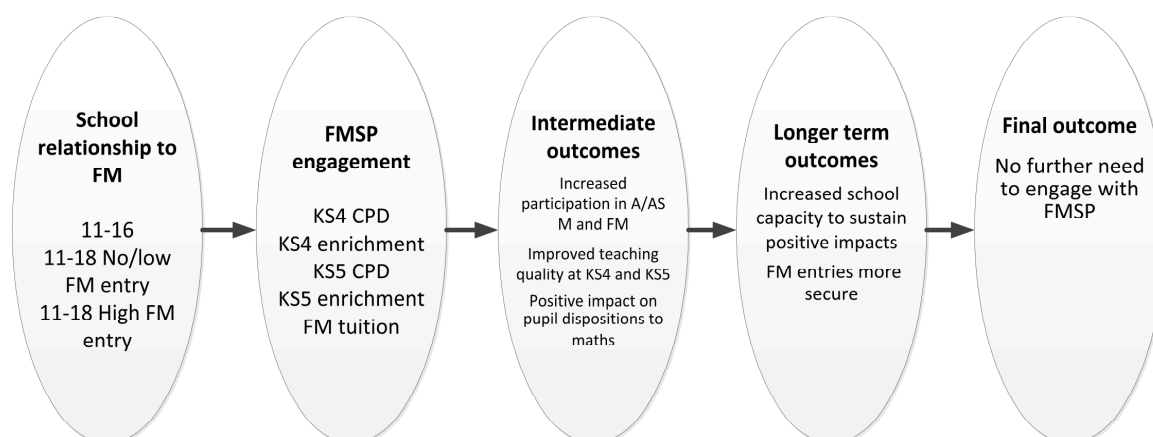 School
relationship to
FM
11-16
11-18 No/low
FM entry
11-18 High FM
entry
FMSP
engagement
KS4 CPD
KS4 enrichment
KS5 CPD
KS5 enrichment
FM tuition
Intermediate
outcomes
Increased
participation in A/AS
M and FM
Improved teaching
quality at KS4 and KS5
Positive impact on
pupil dispositions to
maths
Longer term
outcomes
Increased school
capacity to sustain
positive impacts
FM entries more
secure
Final outcome
No further need
to engage with
FMSP